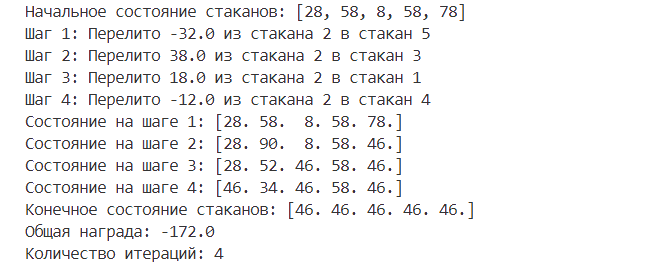 Начальное состояние стаканов: [28, 58, 8, 58, 78]
Шаг 1: Перелито -32.0 из стакана 2 в стакан 5
Шаг 2: Перелито 38.0 из стакана 2 в стакан 3
Шаг 3: Перелито 18.0 из стакана 2 в стакан 1
Шаг 4: Перелито -12.0 из стакана 2 в стакан 4
Состояние на шаге 1: [28. 58.  8. 58. 78.]
Состояние на шаге 2: [28. 90.  8. 58. 46.]
Состояние на шаге 3: [28. 52. 46. 58. 46.]
Состояние на шаге 4: [46. 34. 46. 58. 46.]
Конечное состояние стаканов: [46. 46. 46. 46. 46.]
Общая награда: -172.0
Количество итераций: 4